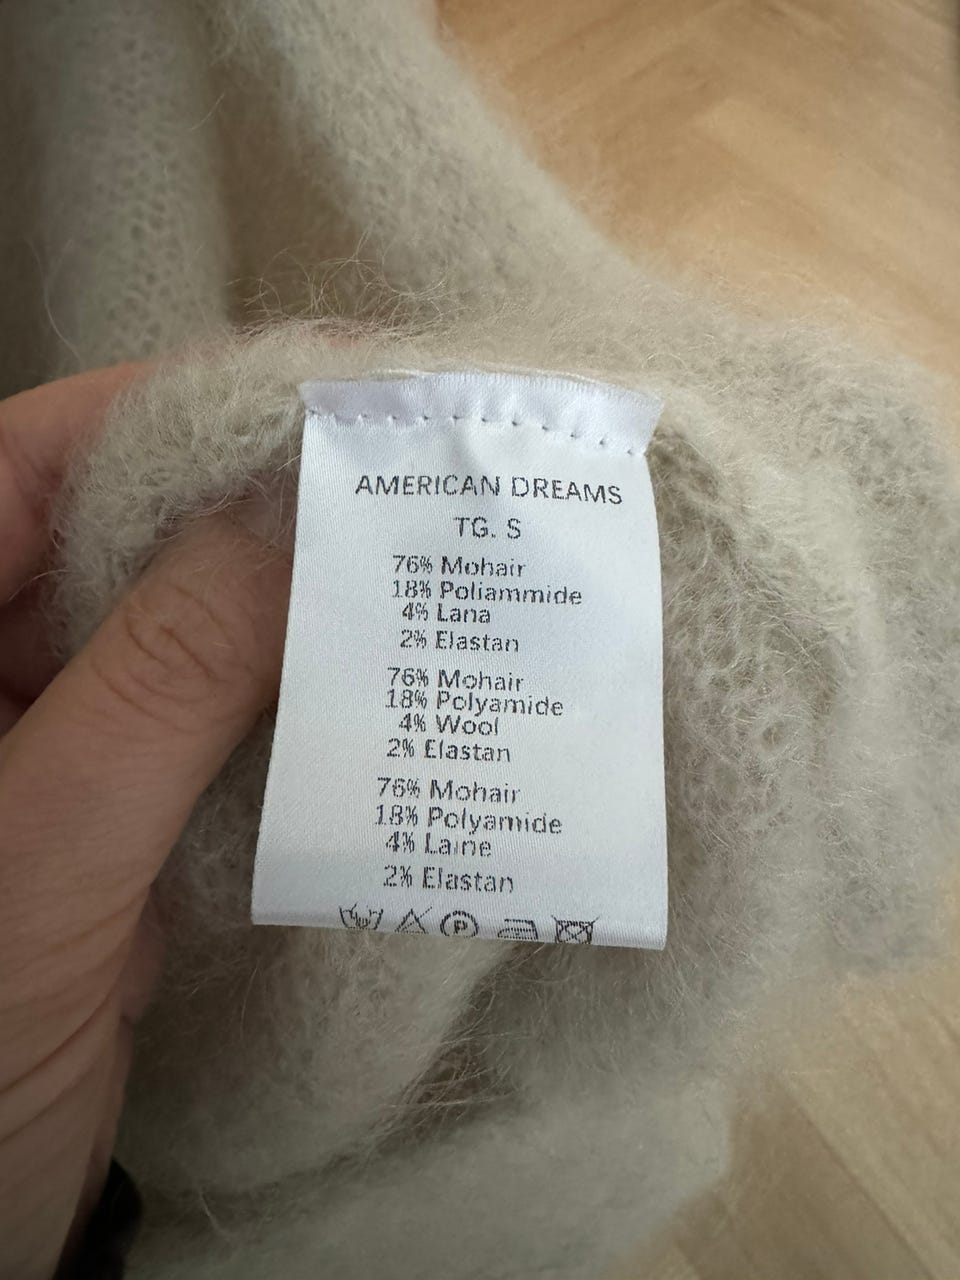 AMERICAN DREAMS
TG. S
76% Mohair
18% Poliammide
4% Lana
2% Elastan
76% Mohair
18% Polyamide
4% Wool
2% Elastan
76% Mohair
18% Polyamide
4% Laine
2% Elastan
P